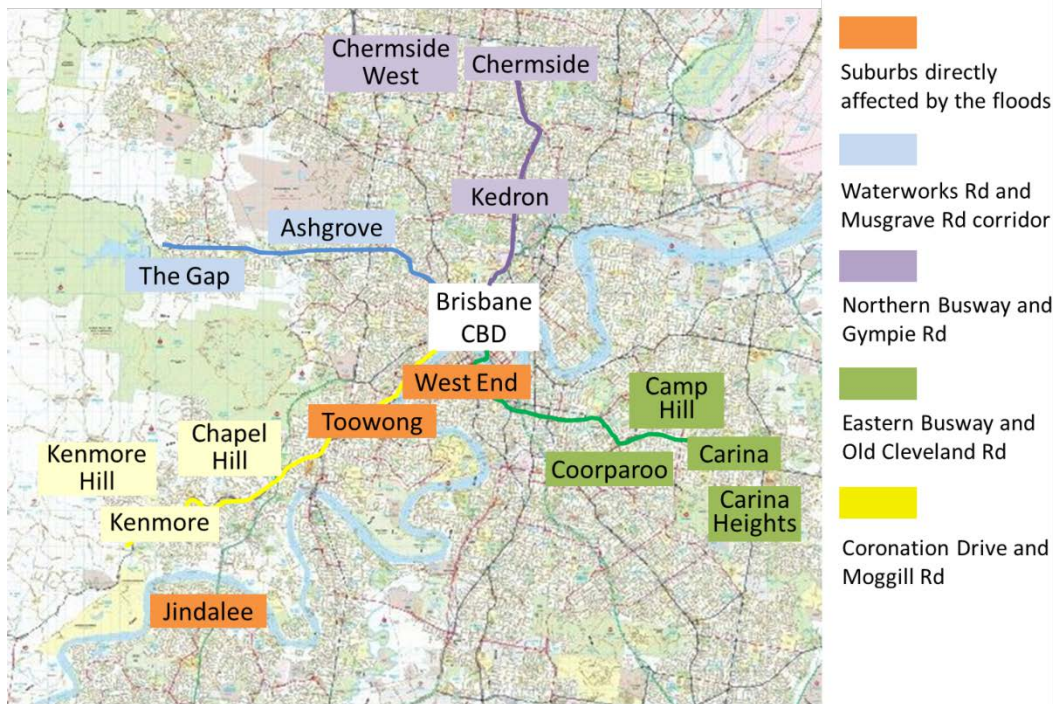 Chermside
West
Chermside
Kedron
Ashgrove
The Gap
Brisbane
CBD
West End
Toowong
Camp
Hill
Carina
Coorparoo
Carina
Heights
Chapel
Hill
Kenmore
Hill
Kenmore
Jindalee
Suburbs directly
affected by the floods
Waterworks Rd and
Musgrave Rd corridor
Northern Busway and
Gympie Rd
Eastern Busway and
Old Cleveland Rd
Coronation Drive and
Moggill Rd